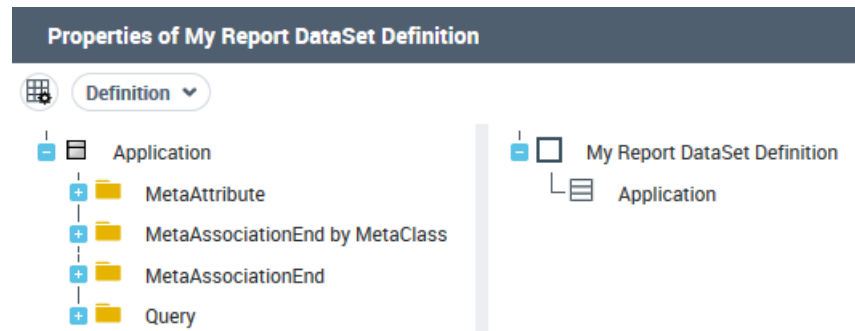 Properties of My Report DataSet Definition
Definition
Application
MetaAttribute
MetaAssociationEnd by MetaClass
MetaAssociationEnd
Query
My Report DataSet Definition
Application